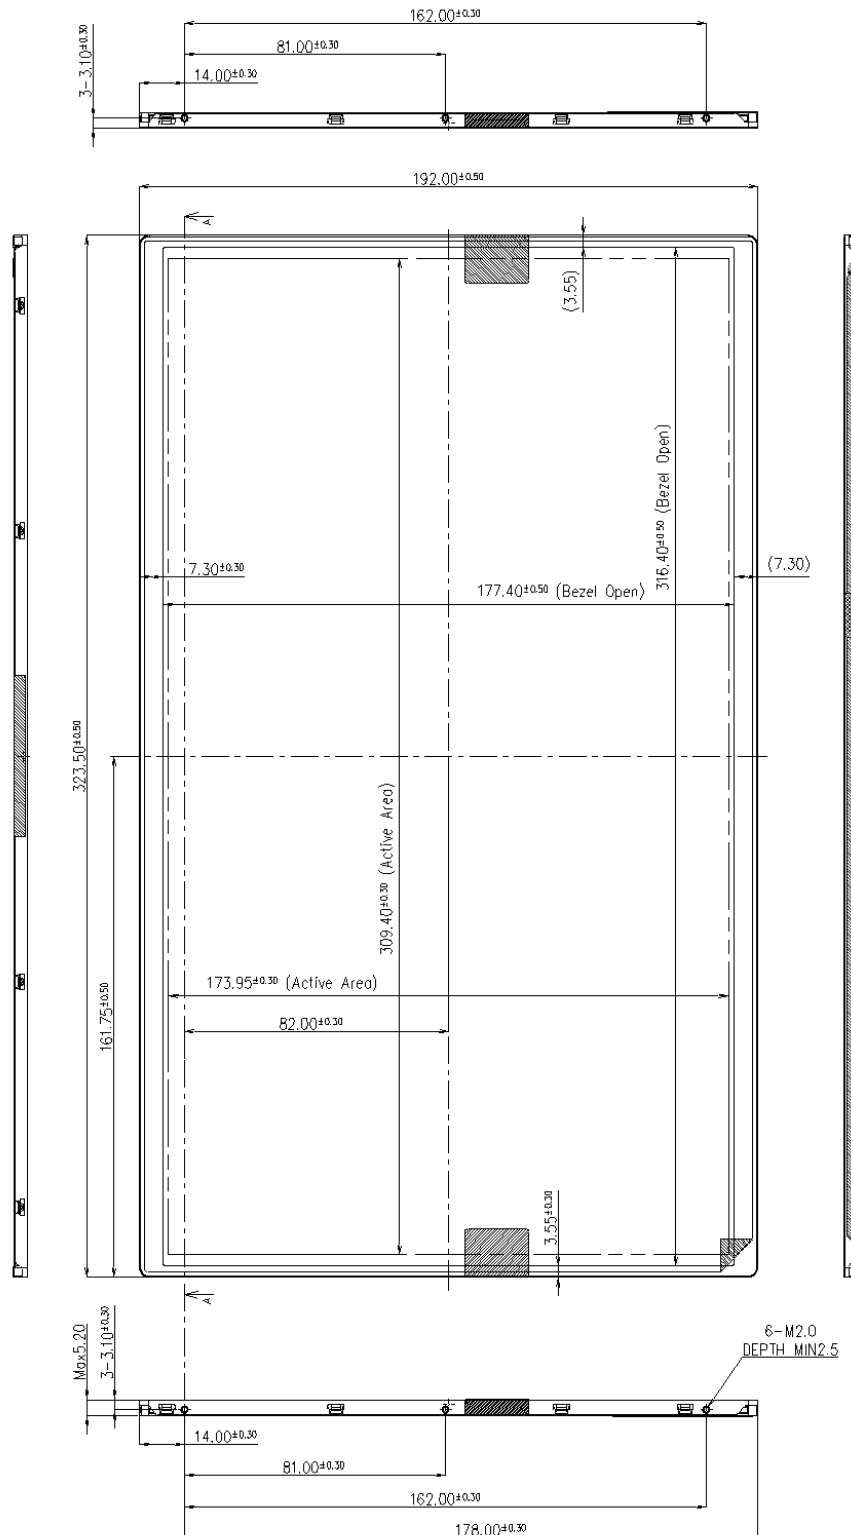 162.00±0.30
81.00±0.30
14.00±0.30
3-3.10±0.30
192.00±0.50
A
(3.55)
316.40±0.50 (Bezel Open)
7.30±0.30
(7.30)
177.40±0.50 (Bezel Open)
323.50±0.50
309.40±0.30 (Active Area)
173.95±0.30 (Active Area)
161.75±0.50
82.00±0.30
3.55±0.30
A
Max5.20
3-3.10±0.30
6-M2.0
DEPTH MIN2.5
14.00±0.30
81.00±0.30
162.00±0.30
178.00±0.30